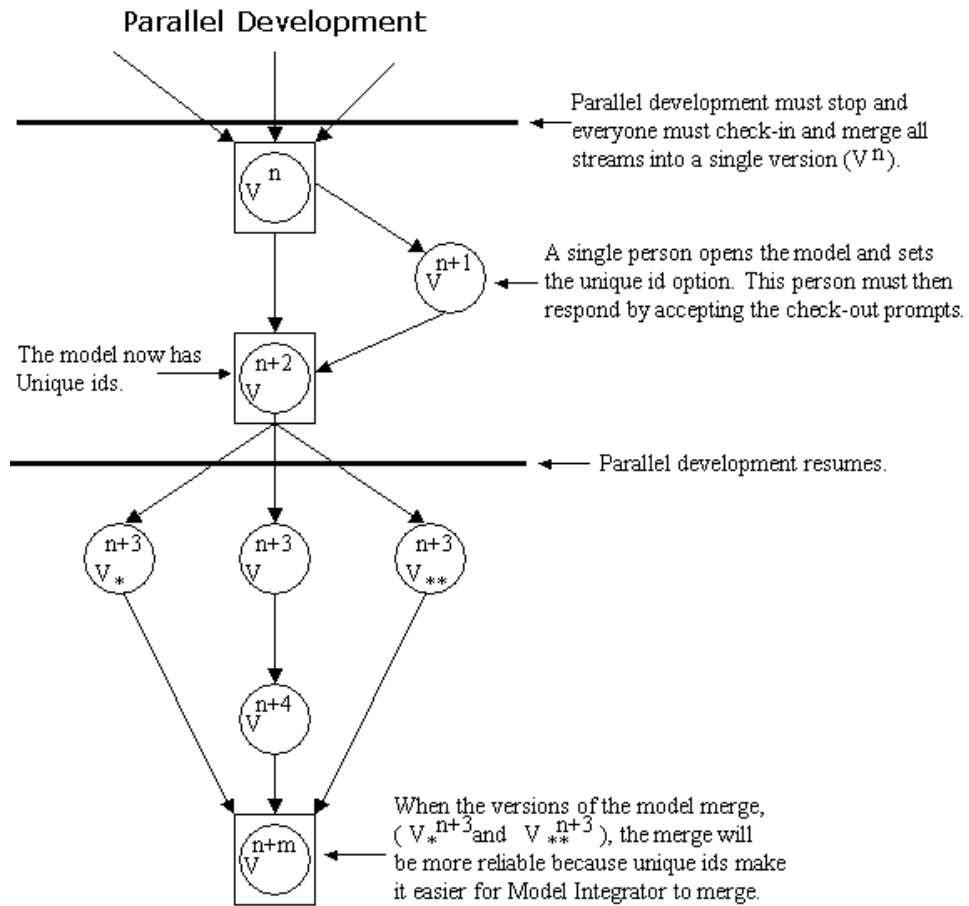 Parallel Development
Parallel development must stop and
everyone must check-in and merge all
streams into a single version (V^n).
V^n
A single person opens the model and sets
the unique id option.  This person must then
respond by accepting the check-out prompts.
V^n+1
The model now has
Unique ids.
V^n+2
Parallel development resumes.
V*^n+3
V^n+3
V**^n+3
V^n+4
When the versions of the model merge,
( V*^n+3 and V**^n+3 ), the merge will
be more reliable because unique ids make
it easier for Model Integrator to merge.
V^n+m